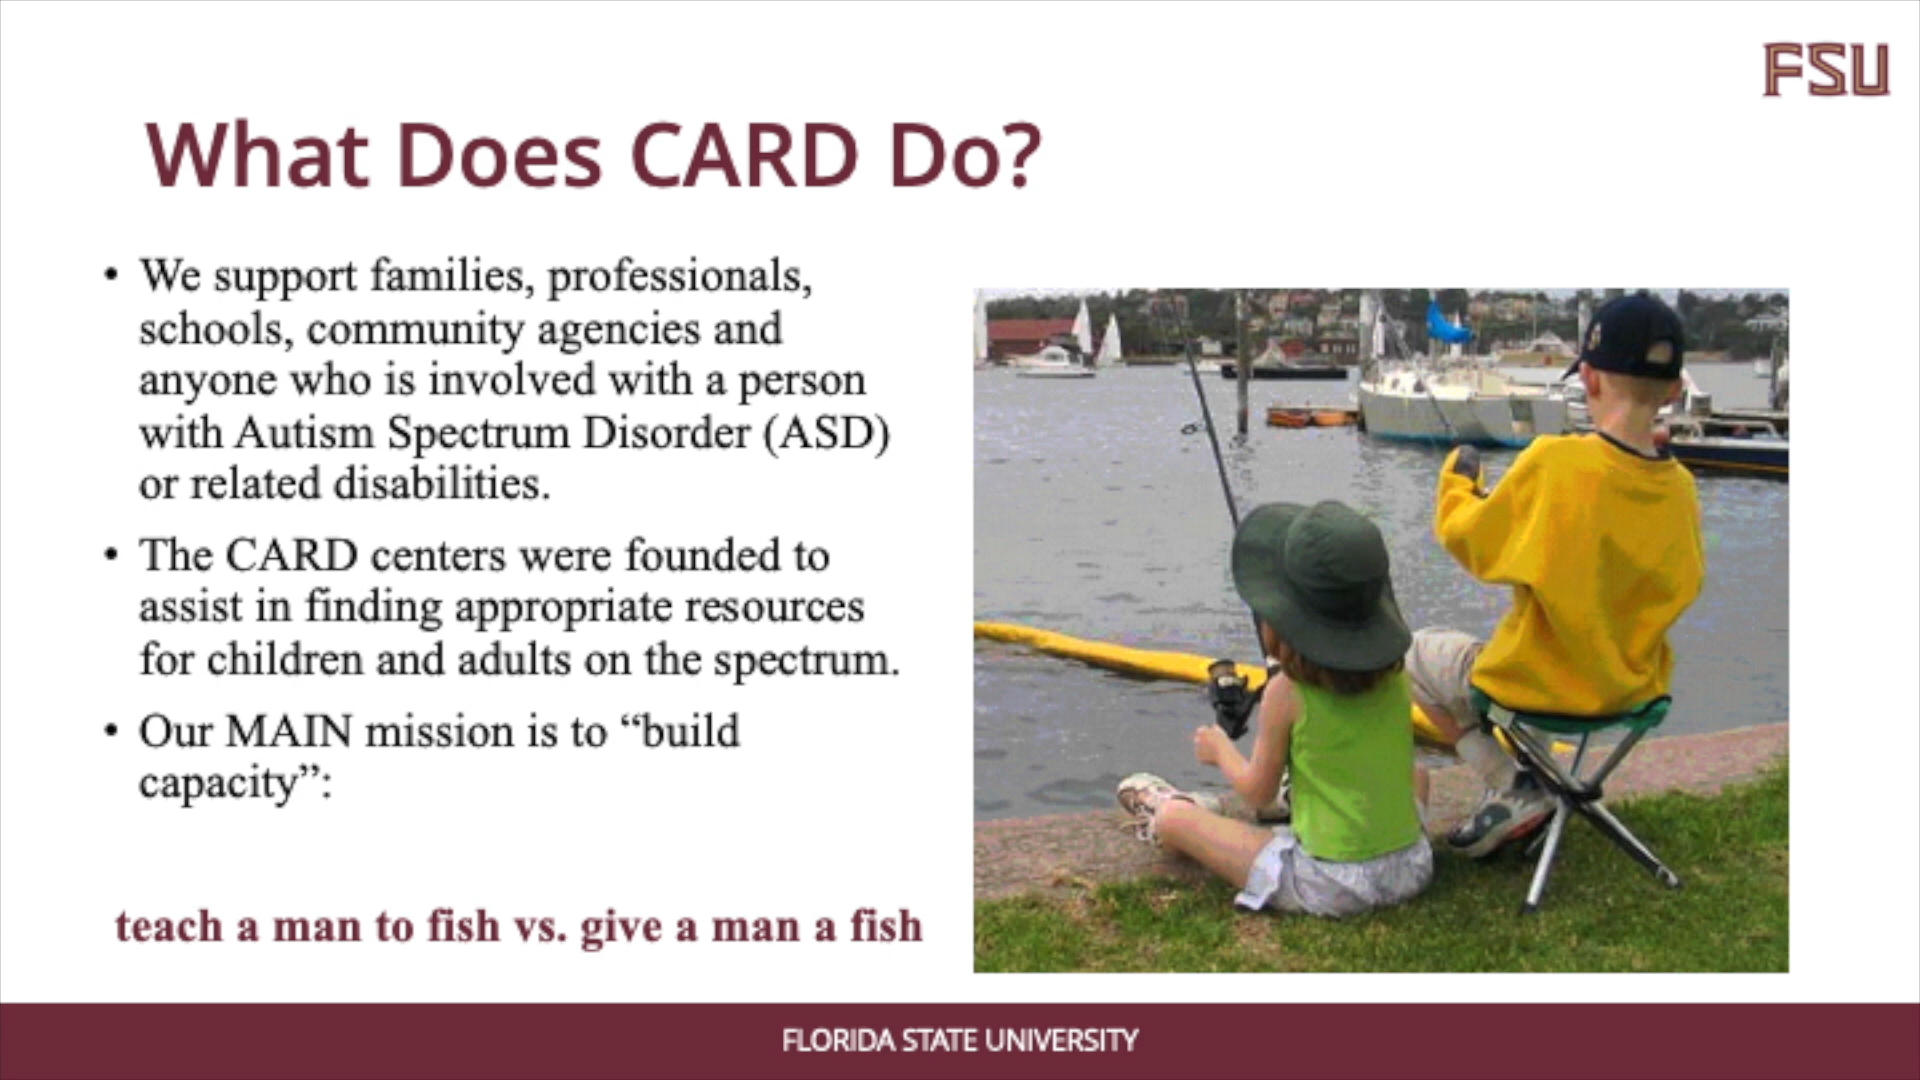 FSU
What Does CARD Do?
• We support families, professionals,
schools, community agencies and
anyone who is involved with a person
with Autism Spectrum Disorder (ASD)
or related disabilities.
• The CARD centers were founded to
assist in finding appropriate resources
for children and adults on the spectrum.
• Our MAIN mission is to “build
capacity”:
teach a man to fish vs. give a man a fish
FLORIDA STATE UNIVERSITY